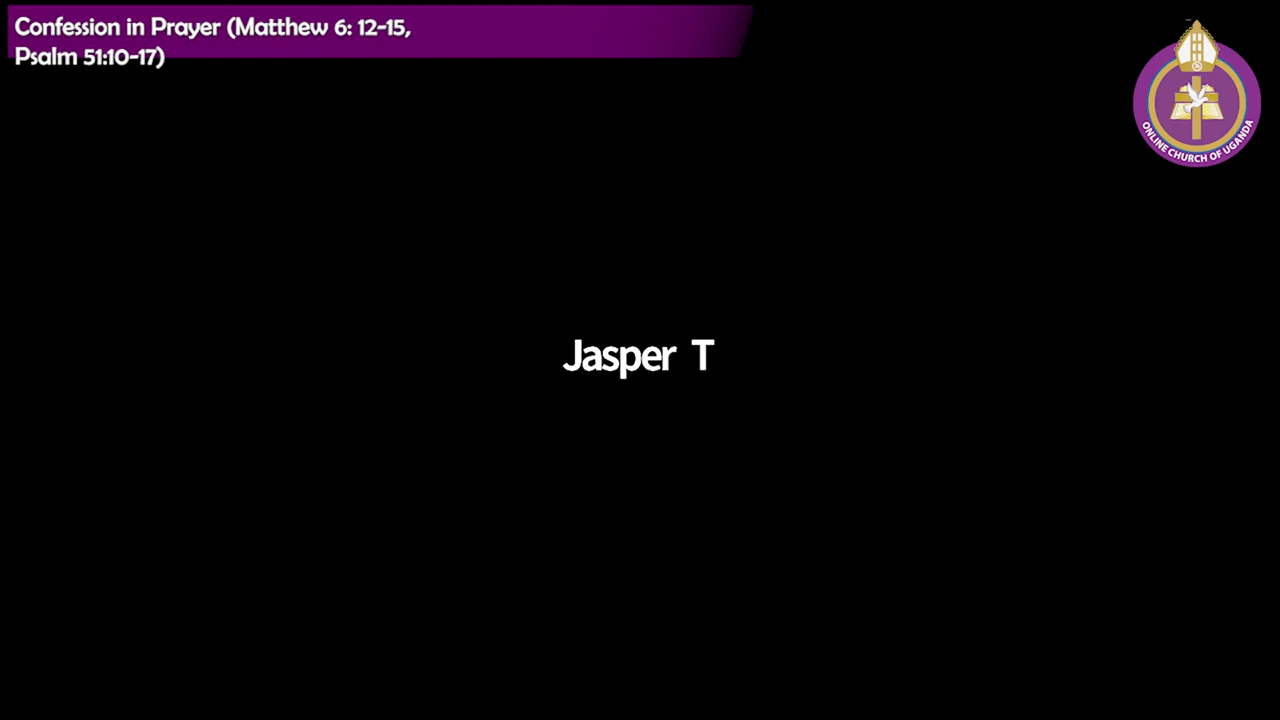 Confession in Prayer (Matthew 6: 12-15,
Psalm 51:10-17)
ONLINE CHURCH OF UGANDA
Jasper T